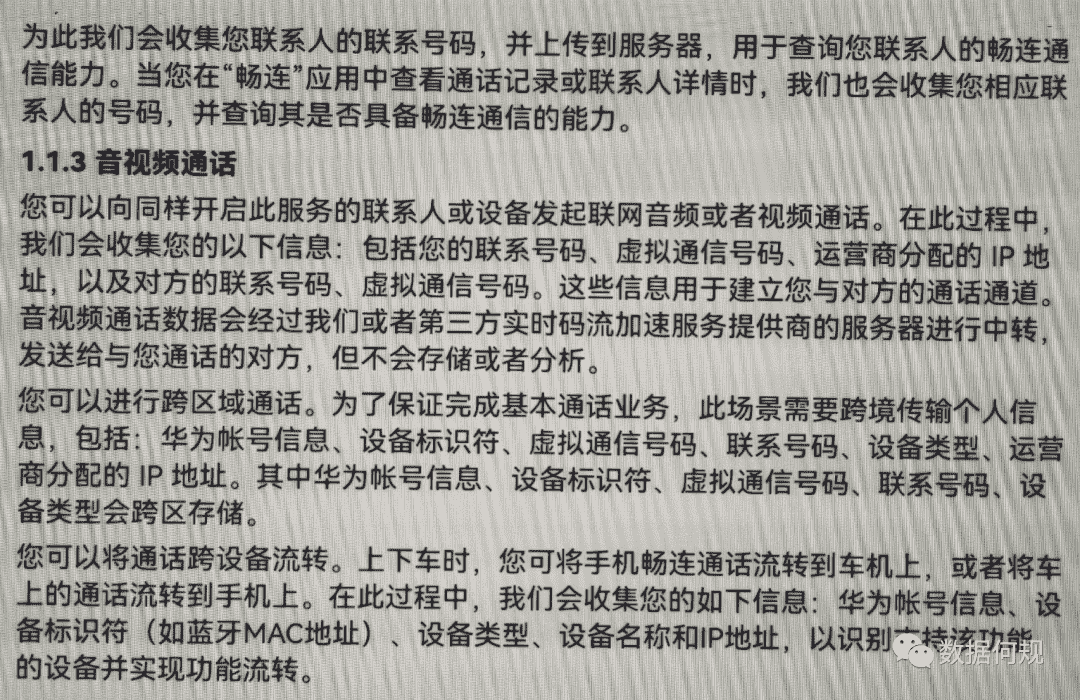 为此我们会收集您联系人的联系号码，并上传到服务器，用于查询您联系人的畅连通
信能力。当您在“畅连”应用中查看通话记录或联系人详情时，我们也会收集您相应联
系人的号码，并查询其是否具备畅连通信的能力。
1.1.3 音视频通话
您可以向同样开启此服务的联系人或设备发起联网音频或者视频通话。在此过程中，
我们会收集您的以下信息：包括您的联系号码、虚拟通信号码、运营商分配的 IP 地
址，以及对方的联系号码、虚拟通信号码。这些信息用于建立您与对方的通话通道。
音视频通话数据会经过我们或者第三方实时码流加速服务提供商的服务器进行中转，
发送给与您通话的对方，但不会存储或者分析。
您可以进行跨区域通话。为了保证完成基本通话业务，此场景需要跨境传输个人信
息，包括：华为帐号信息、设备标识符、虚拟通信号码、联系号码、设备类型、运营
商分配的 IP 地址。其中华为帐号信息、设备标识符、虚拟通信号码、联系号码、设
备类型会跨区存储。
您可以将通话跨设备流转。上下车时，您可将手机畅连通话流转到车机上，或者将车
上的通话流转到手机上。在此过程中，我们会收集您的如下信息：华为帐号信息、设
备标识符（如蓝牙MAC地址）、设备类型、设备名称和IP地址，以识别支持该功能
的设备并实现功能流转。
数据何规